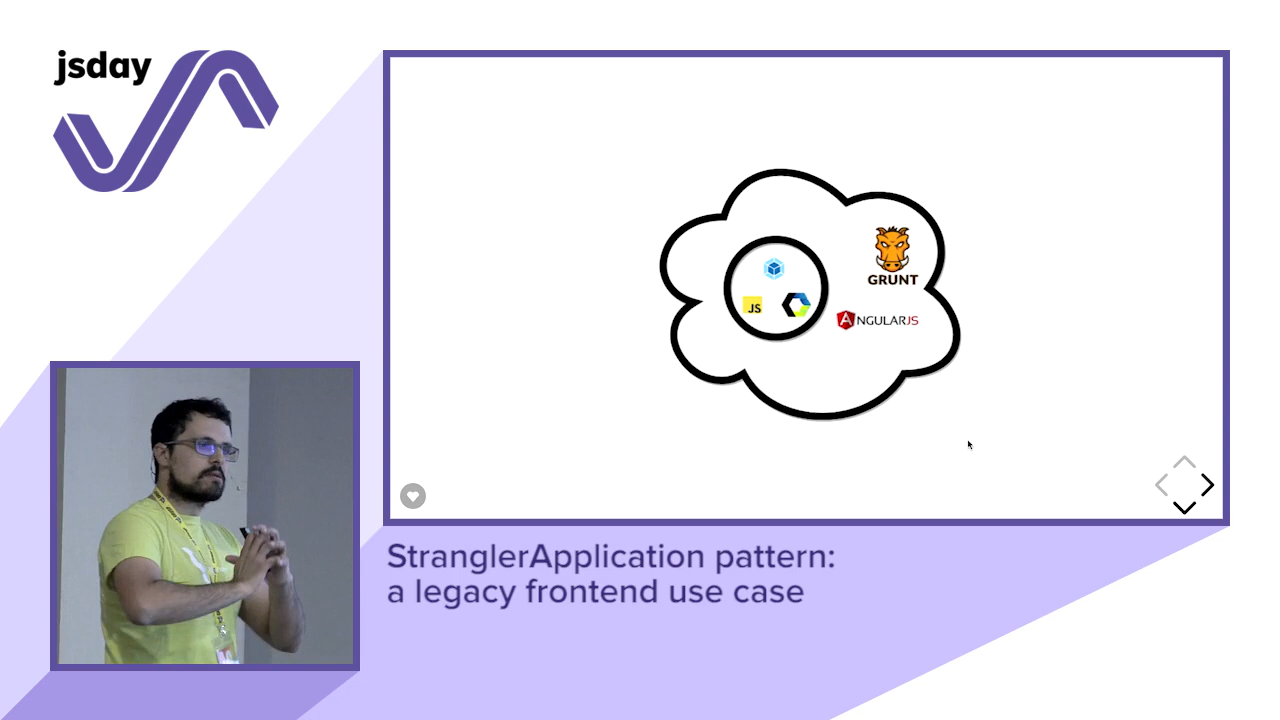 jsday
GRUNT
JS
ANGULARJS
StranglerApplication pattern:
a legacy frontend use case